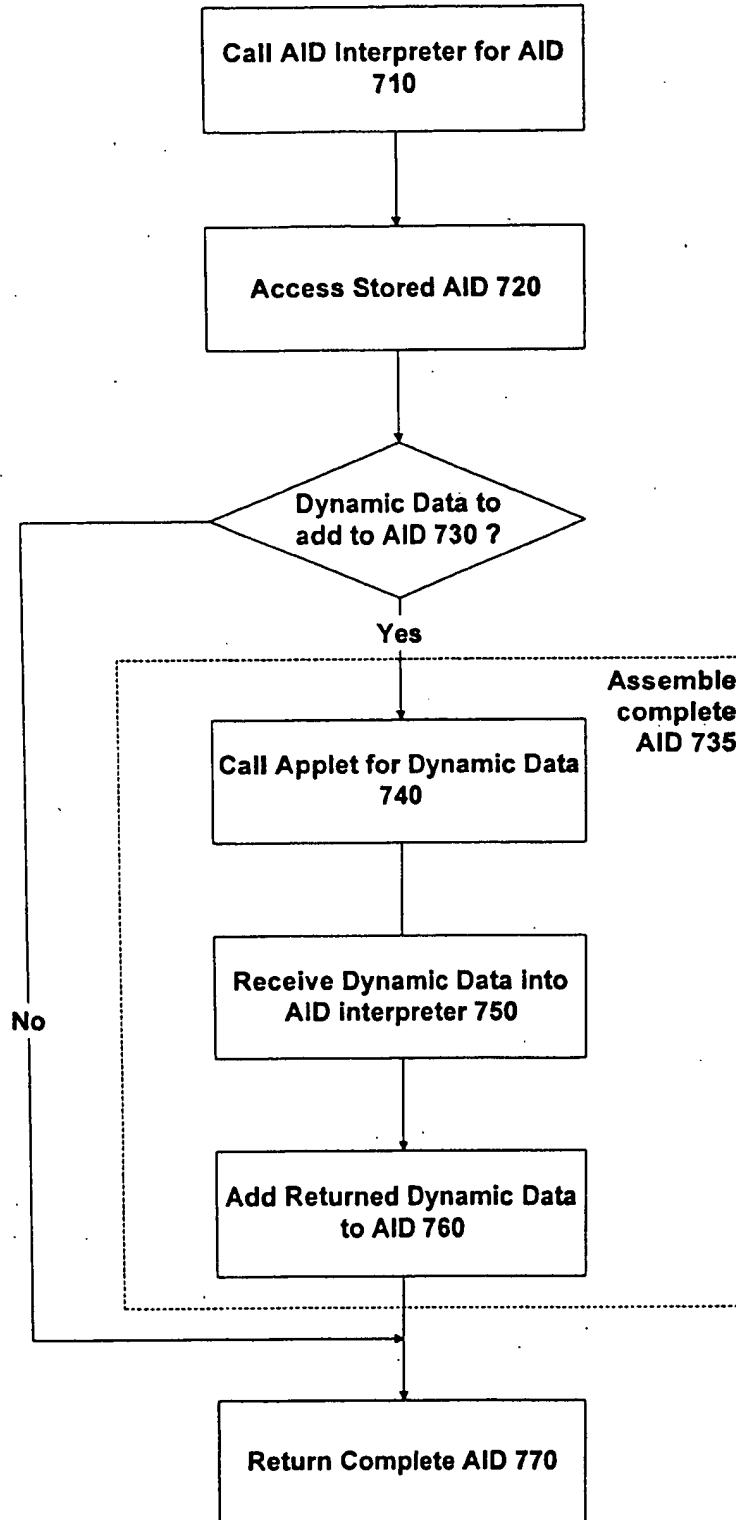 Call AID Interpreter for AID
710
Access Stored AID 720
Dynamic Data to
add to AID 730 ?
Yes
Assemble
complete
AID 735
Call Applet for Dynamic Data
740
Receive Dynamic Data into
AID interpreter 750
No
Add Returned Dynamic Data
to AID 760
Return Complete AID 770